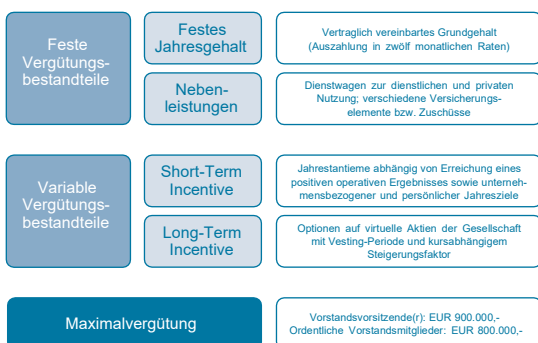 Feste
Vergütungs-
bestandteile
Festes
Jahresgehalt
Vertraglich vereinbartes Grundgehalt
(Auszahlung in zwölf monatlichen Raten)
Neben-
leistungen
Dienstwagen zur dienstlichen und privaten
Nutzung; verschiedene Versicherungs-
elemente bzw. Zuschüsse
Variable
Vergütungs-
bestandteile
Short-Term
Incentive
Jahrestantieme abhängig von Erreichung eines
positiven operativen Ergebnisses sowie unterneh-
mensbezogener und persönlicher Jahresziele
Long-Term
Incentive
Optionen auf virtuelle Aktien der Gesellschaft
mit Vesting-Periode und kursabhängigem
Steigerungsfaktor
Maximalvergütung
Vorstandsvorsitzende(r): EUR 900.000,-
Ordentliche Vorstandsmitglieder: EUR 800.000,-